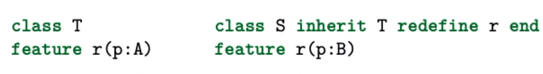 class T
feature r(p:A)
class S inherit T redefine r end
feature r(p:B)